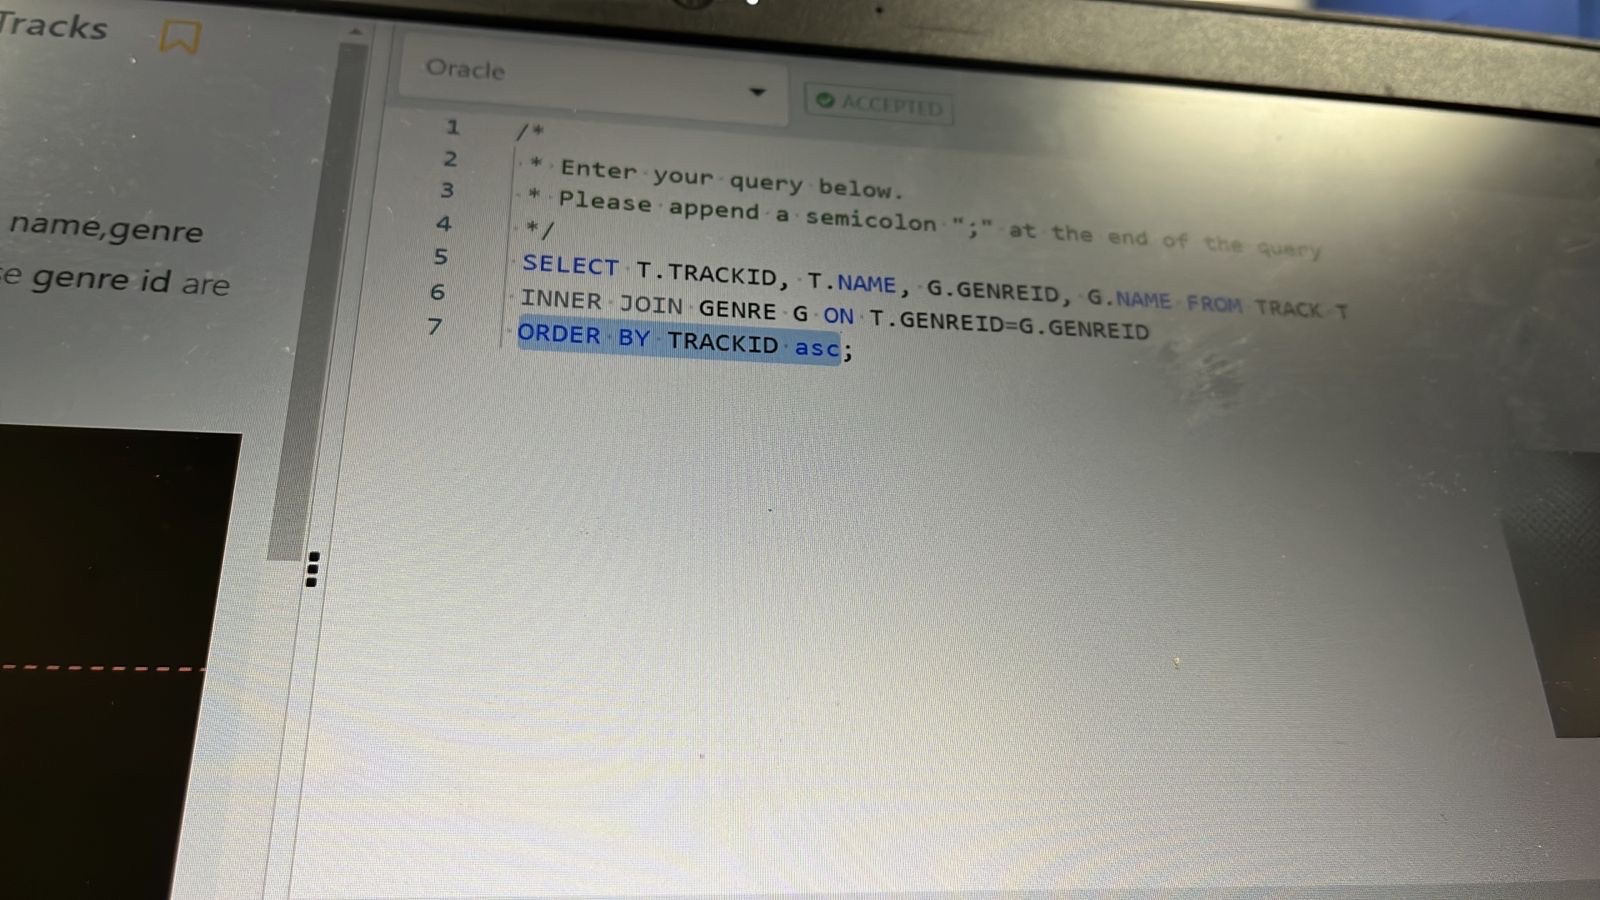 Tracks
name,genre
genre id are
Oracle
ACCEPTED
1 /*
2 * Enter your query below.
3 * Please append a semicolon ";" at the end of the query
4 */
5 SELECT T.TRACKID, T.NAME, G.GENREID, G.NAME FROM TRACK T
6 INNER JOIN GENRE G ON T.GENREID=G.GENREID
7 ORDER BY TRACKID asc;